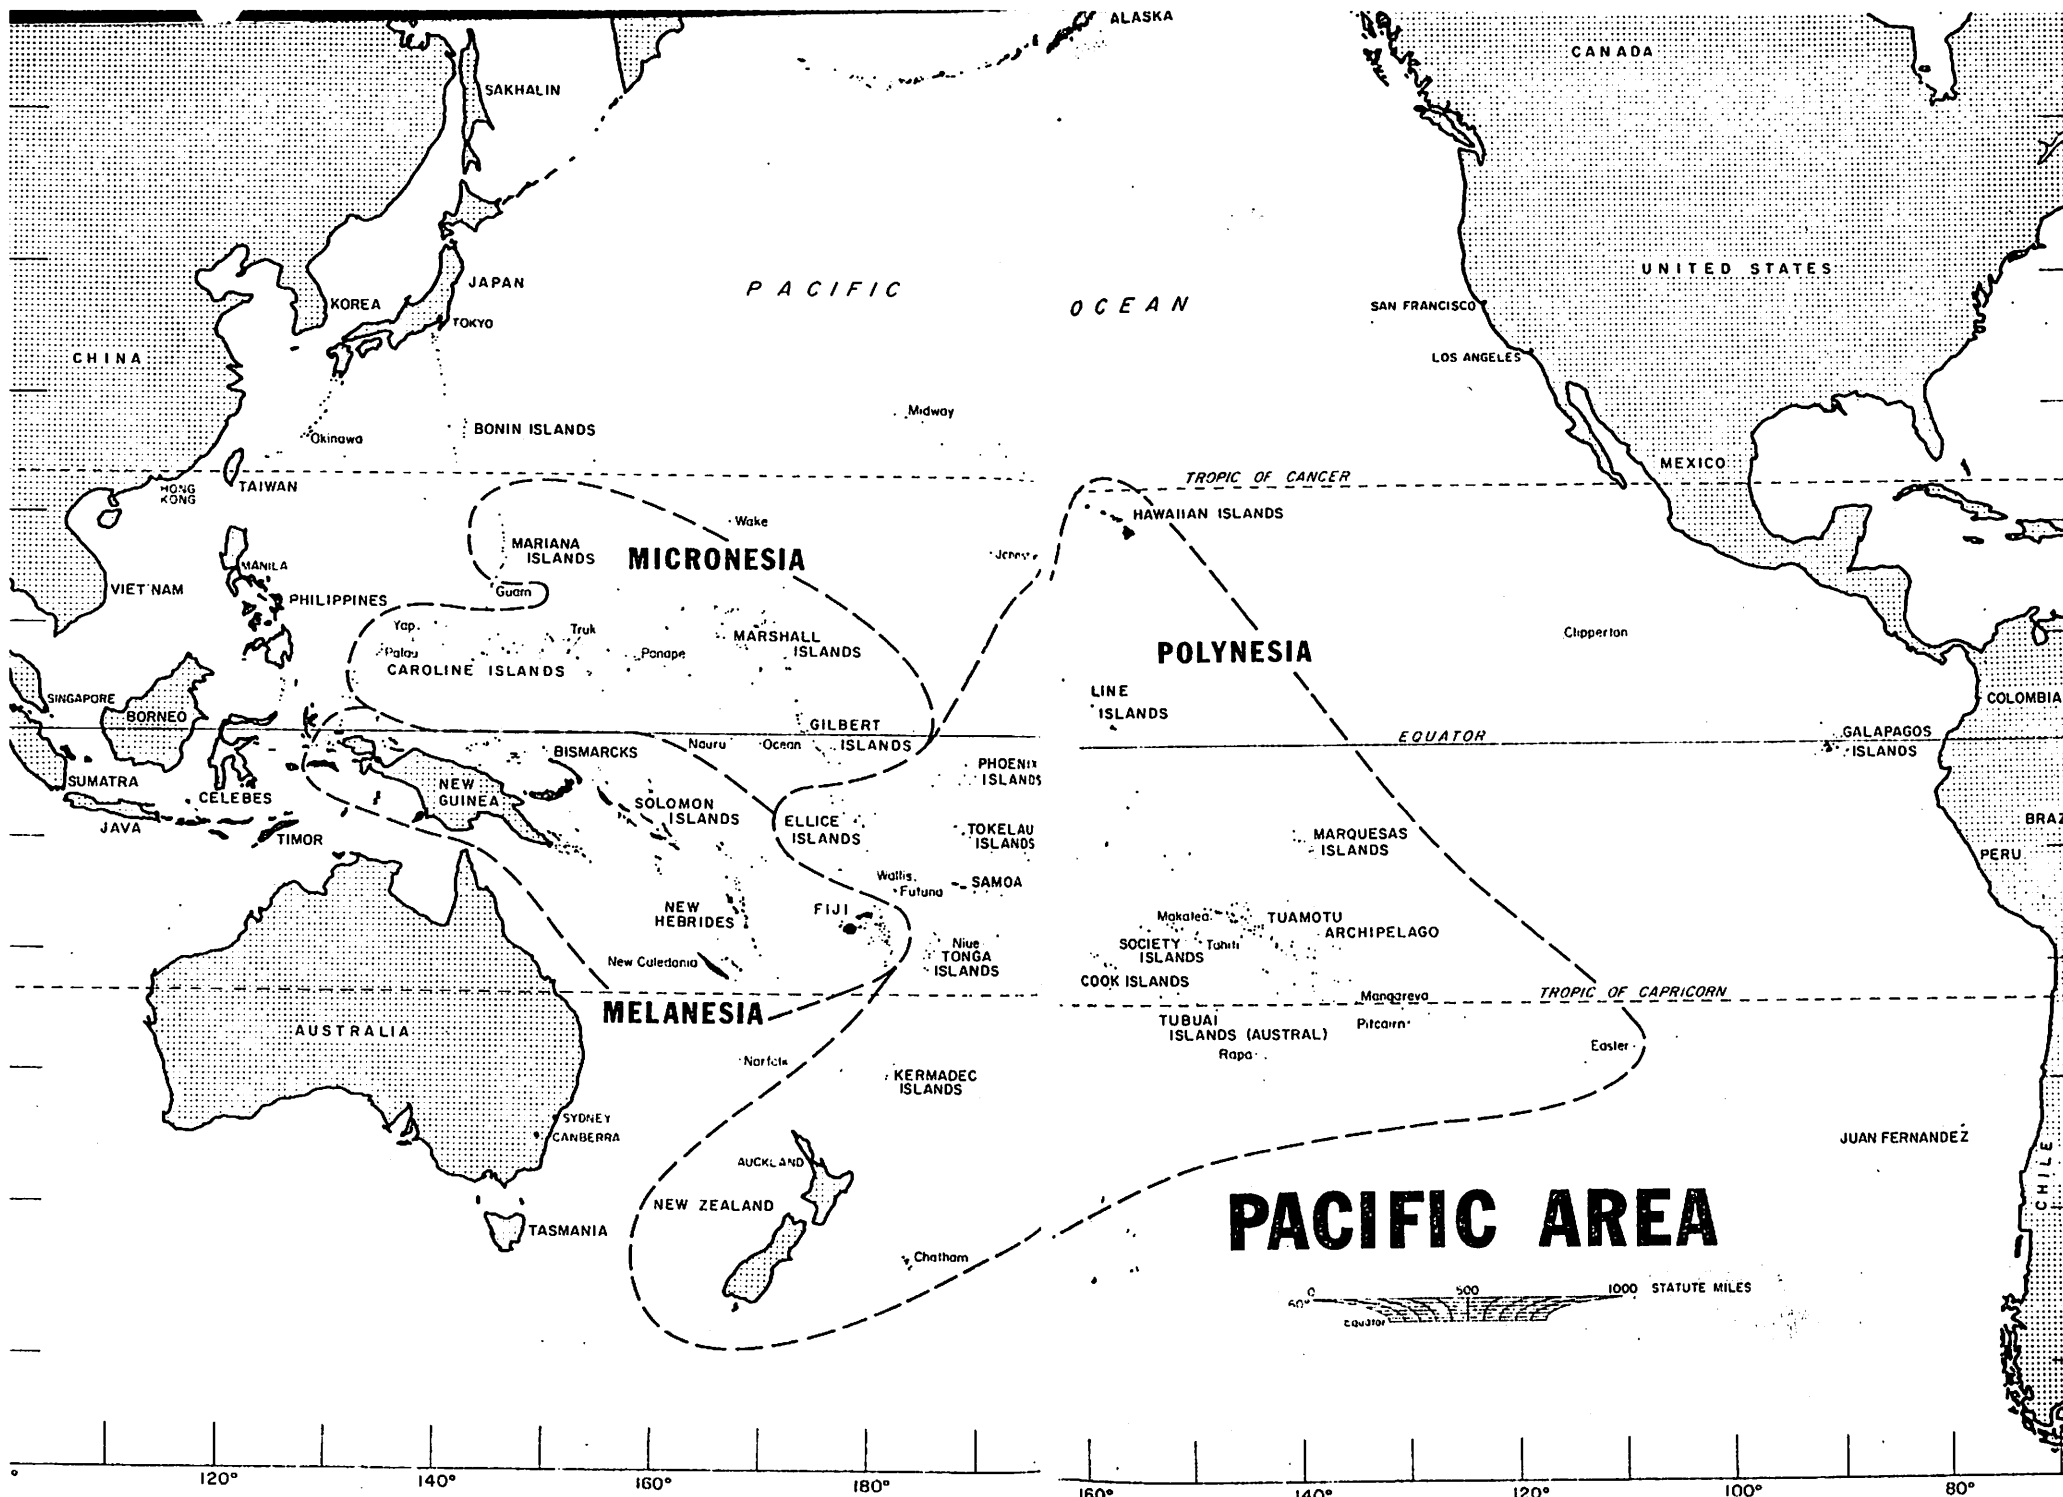 ALASKA
CANADA
SAKHALIN
UNITED STATES
JAPAN
PACIFIC
OCEAN
KOREA
SAN FRANCISCO
TOKYO
CHINA
LOS ANGELES
Midway
BONIN ISLANDS
Okinawa
MEXICO
TROPIC OF CANCER
TAIWAN
HONG
KONG
HAWAIIAN ISLANDS
Wake
MARIANA
ISLANDS
MICRONESIA
MANILA
VIET NAM
Guam
PHILIPPINES
Yap
Truk
MARSHALL
ISLANDS
Clipperton
Palau
Ponape
POLYNESIA
CAROLINE ISLANDS
LINE
ISLANDS
SINGAPORE
COLOMBIA
BORNEO
GILBERT
ISLANDS
GALAPAGOS
ISLANDS
EQUATOR
Nauru
Ocean
BISMARCKS
PHOENIX
ISLANDS
SUMATRA
NEW
GUINEA
CELEBES
SOLOMON
ISLANDS
JAVA
ELLICE
ISLANDS
TOKELAU
ISLANDS
MARQUESAS
ISLANDS
BRAZ
TIMOR
PERU
Wallis
Futuna
SAMOA
NEW
HEBRIDES
FIJI
Makatea
TUAMOTU
ARCHIPELAGO
Niue
TONGA
ISLANDS
SOCIETY
ISLANDS
Tahiti
New Caledonia
COOK ISLANDS
TROPIC OF CAPRICORN
Mangareva
MELANESIA
AUSTRALIA
TUBUAI
ISLANDS (AUSTRAL)
Pitcairn
Rapa
Easter
Norfolk
KERMADEC
ISLANDS
SYDNEY
CANBERRA
JUAN FERNANDEZ
AUCKLAND
CHILE
NEW ZEALAND
TASMANIA
PACIFIC AREA
Chatham
0 500 1000 STATUTE MILES
60°
Equator
120° 140° 160° 180° 160° 140° 120° 100° 80°